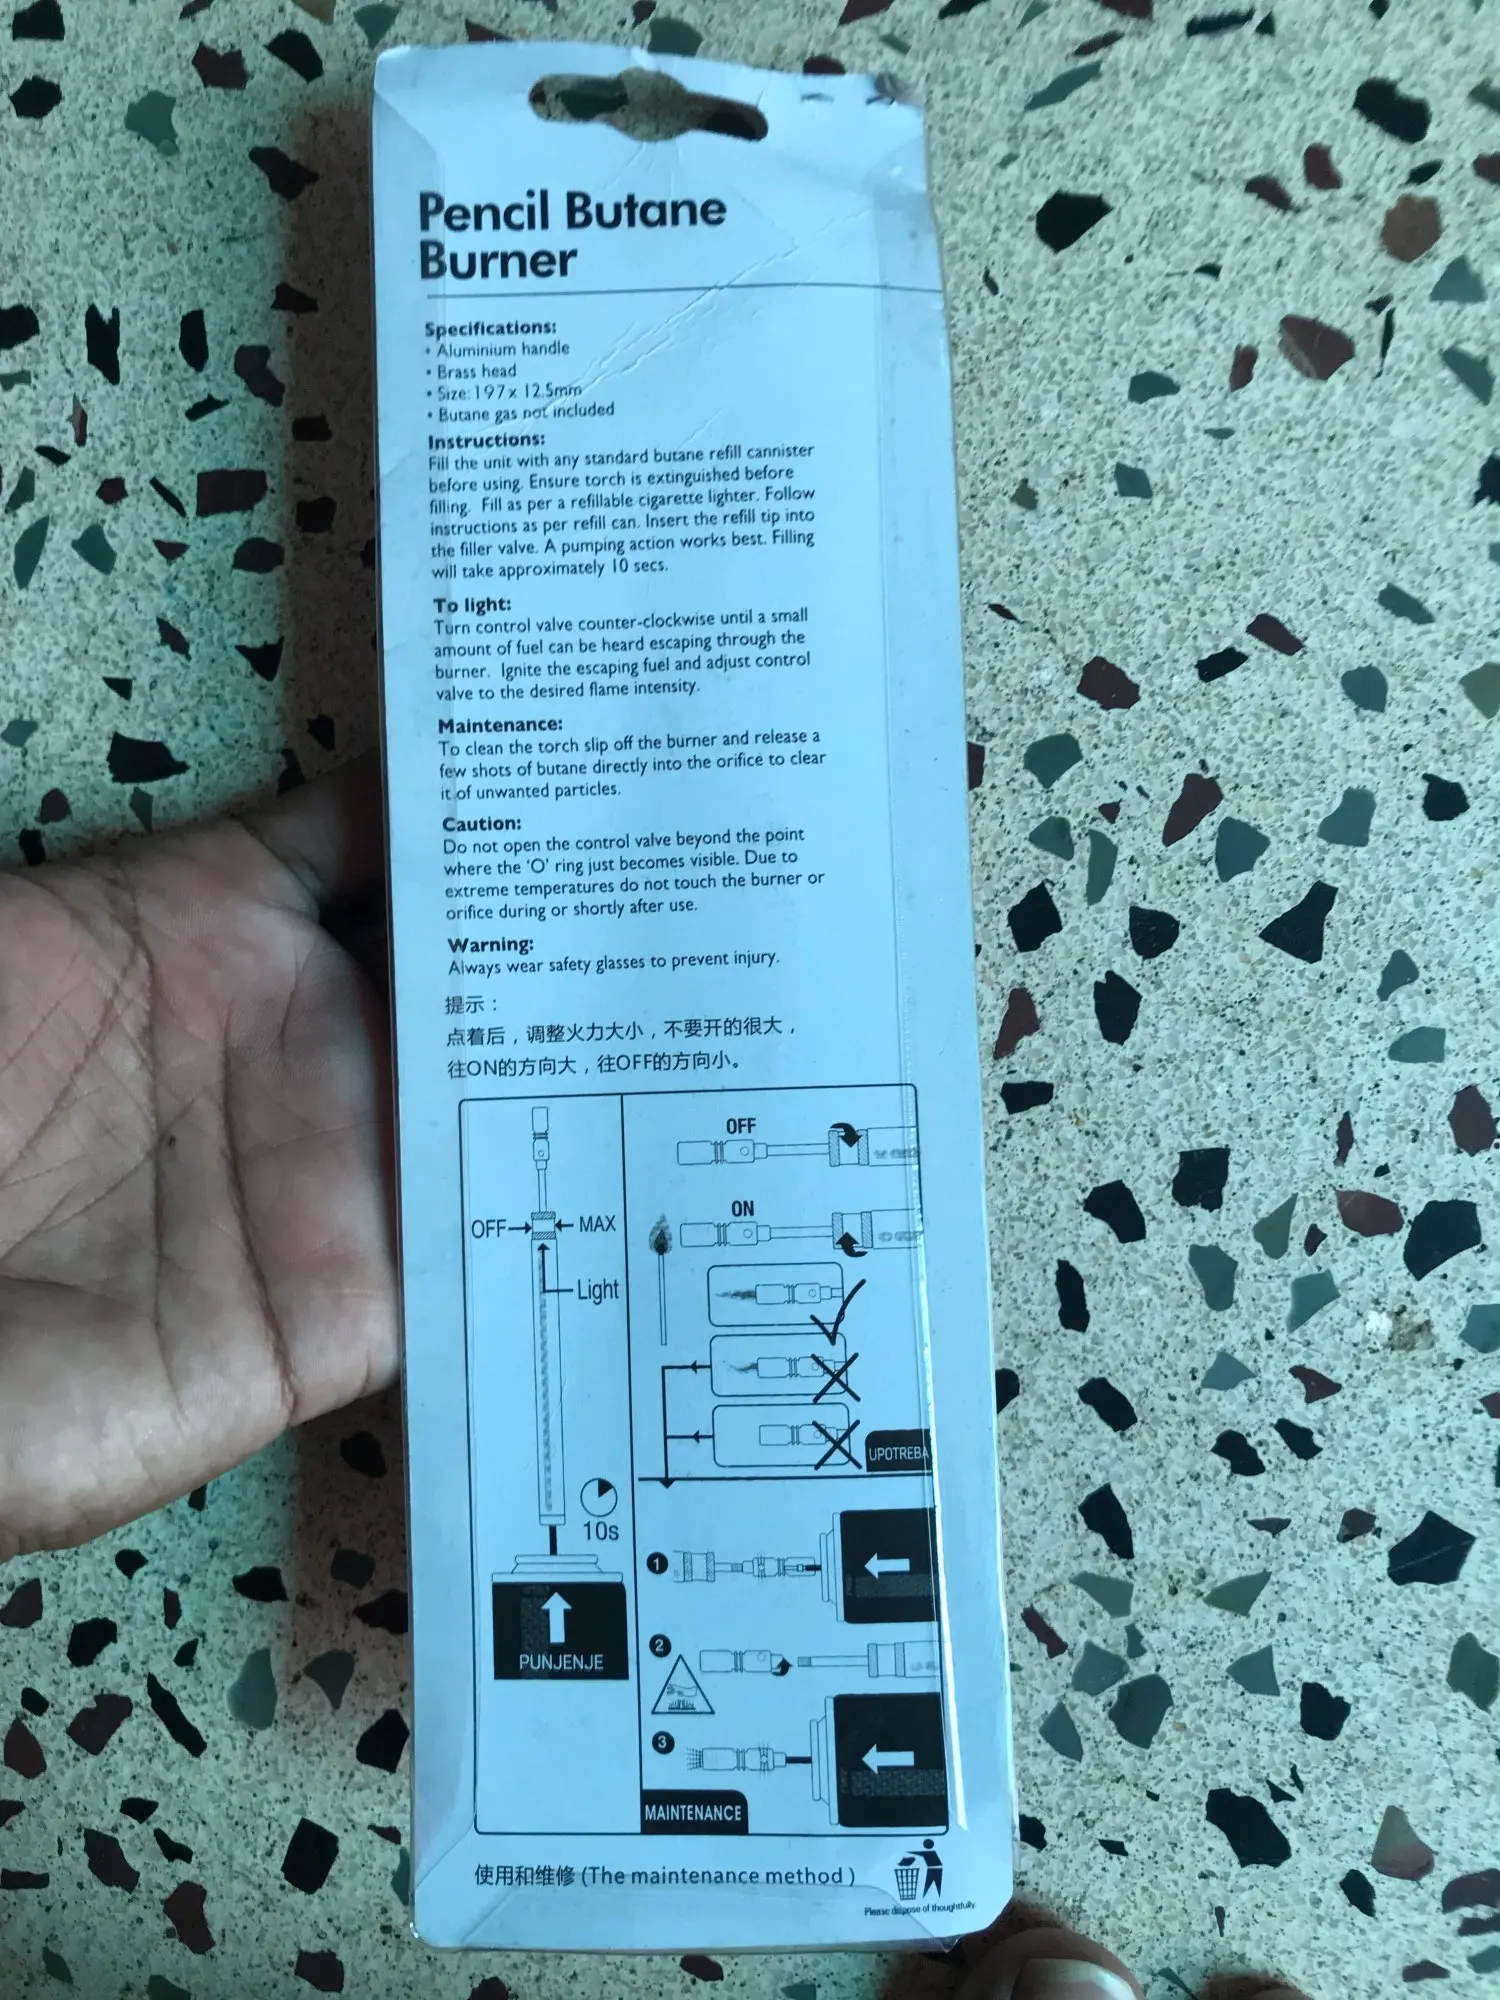 Pencil Butane
Burner
Specifications:
• Aluminium handle
• Brass head
• Size: 197 x 12.5mm
• Butane gas not included
Instructions:
Fill the unit with any standard butane refill cannister
before using. Ensure torch is extinguished before
filling. Fill as per a refillable cigarette lighter. Follow
instructions as per refill can. Insert the refill tip into
the filler valve. A pumping action works best. Filling
will take approximately 10 secs.
To light:
Turn control valve counter-clockwise until a small
amount of fuel can be heard escaping through the
burner. Ignite the escaping fuel and adjust control
valve to the desired flame intensity.
Maintenance:
To clean the torch slip off the burner and release a
few shots of butane directly into the orifice to clear
it of unwanted particles.
Caution:
Do not open the control valve beyond the point
where the 'O' ring just becomes visible. Due to
extreme temperatures do not touch the burner or
orifice during or shortly after use.
Warning:
Always wear safety glasses to prevent injury.
提示：
点着后，调整火力大小，不要开的很大，
往ON的方向大，往OFF的方向小。
OFF
MAX
Light
10s
PUNJENJE
OFF
ON
UPOTREBA
1
2
3
MAINTENANCE
使用和维修 (The maintenance method )
Please dispose of thoughtfully